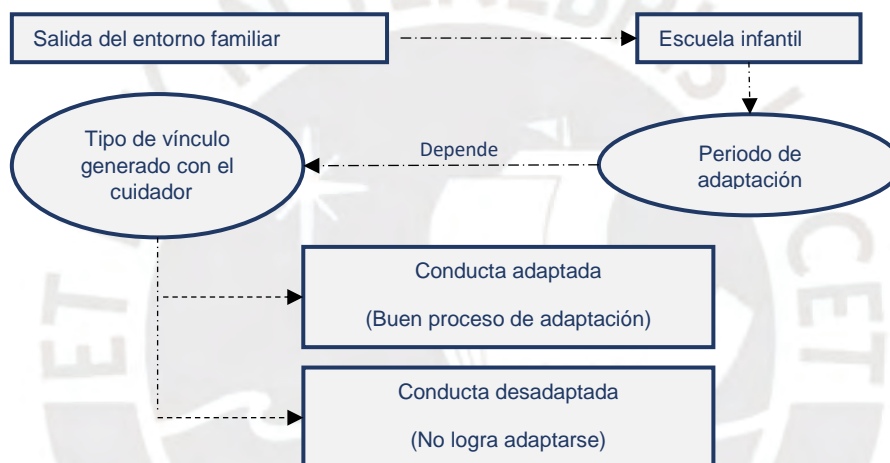 Salida del entorno familiar
Escuela infantil
Tipo de vínculo
generado con el
cuidador
Depende
Periodo de
adaptación
Conducta adaptada
(Buen proceso de adaptación)
Conducta desadaptada
(No logra adaptarse)